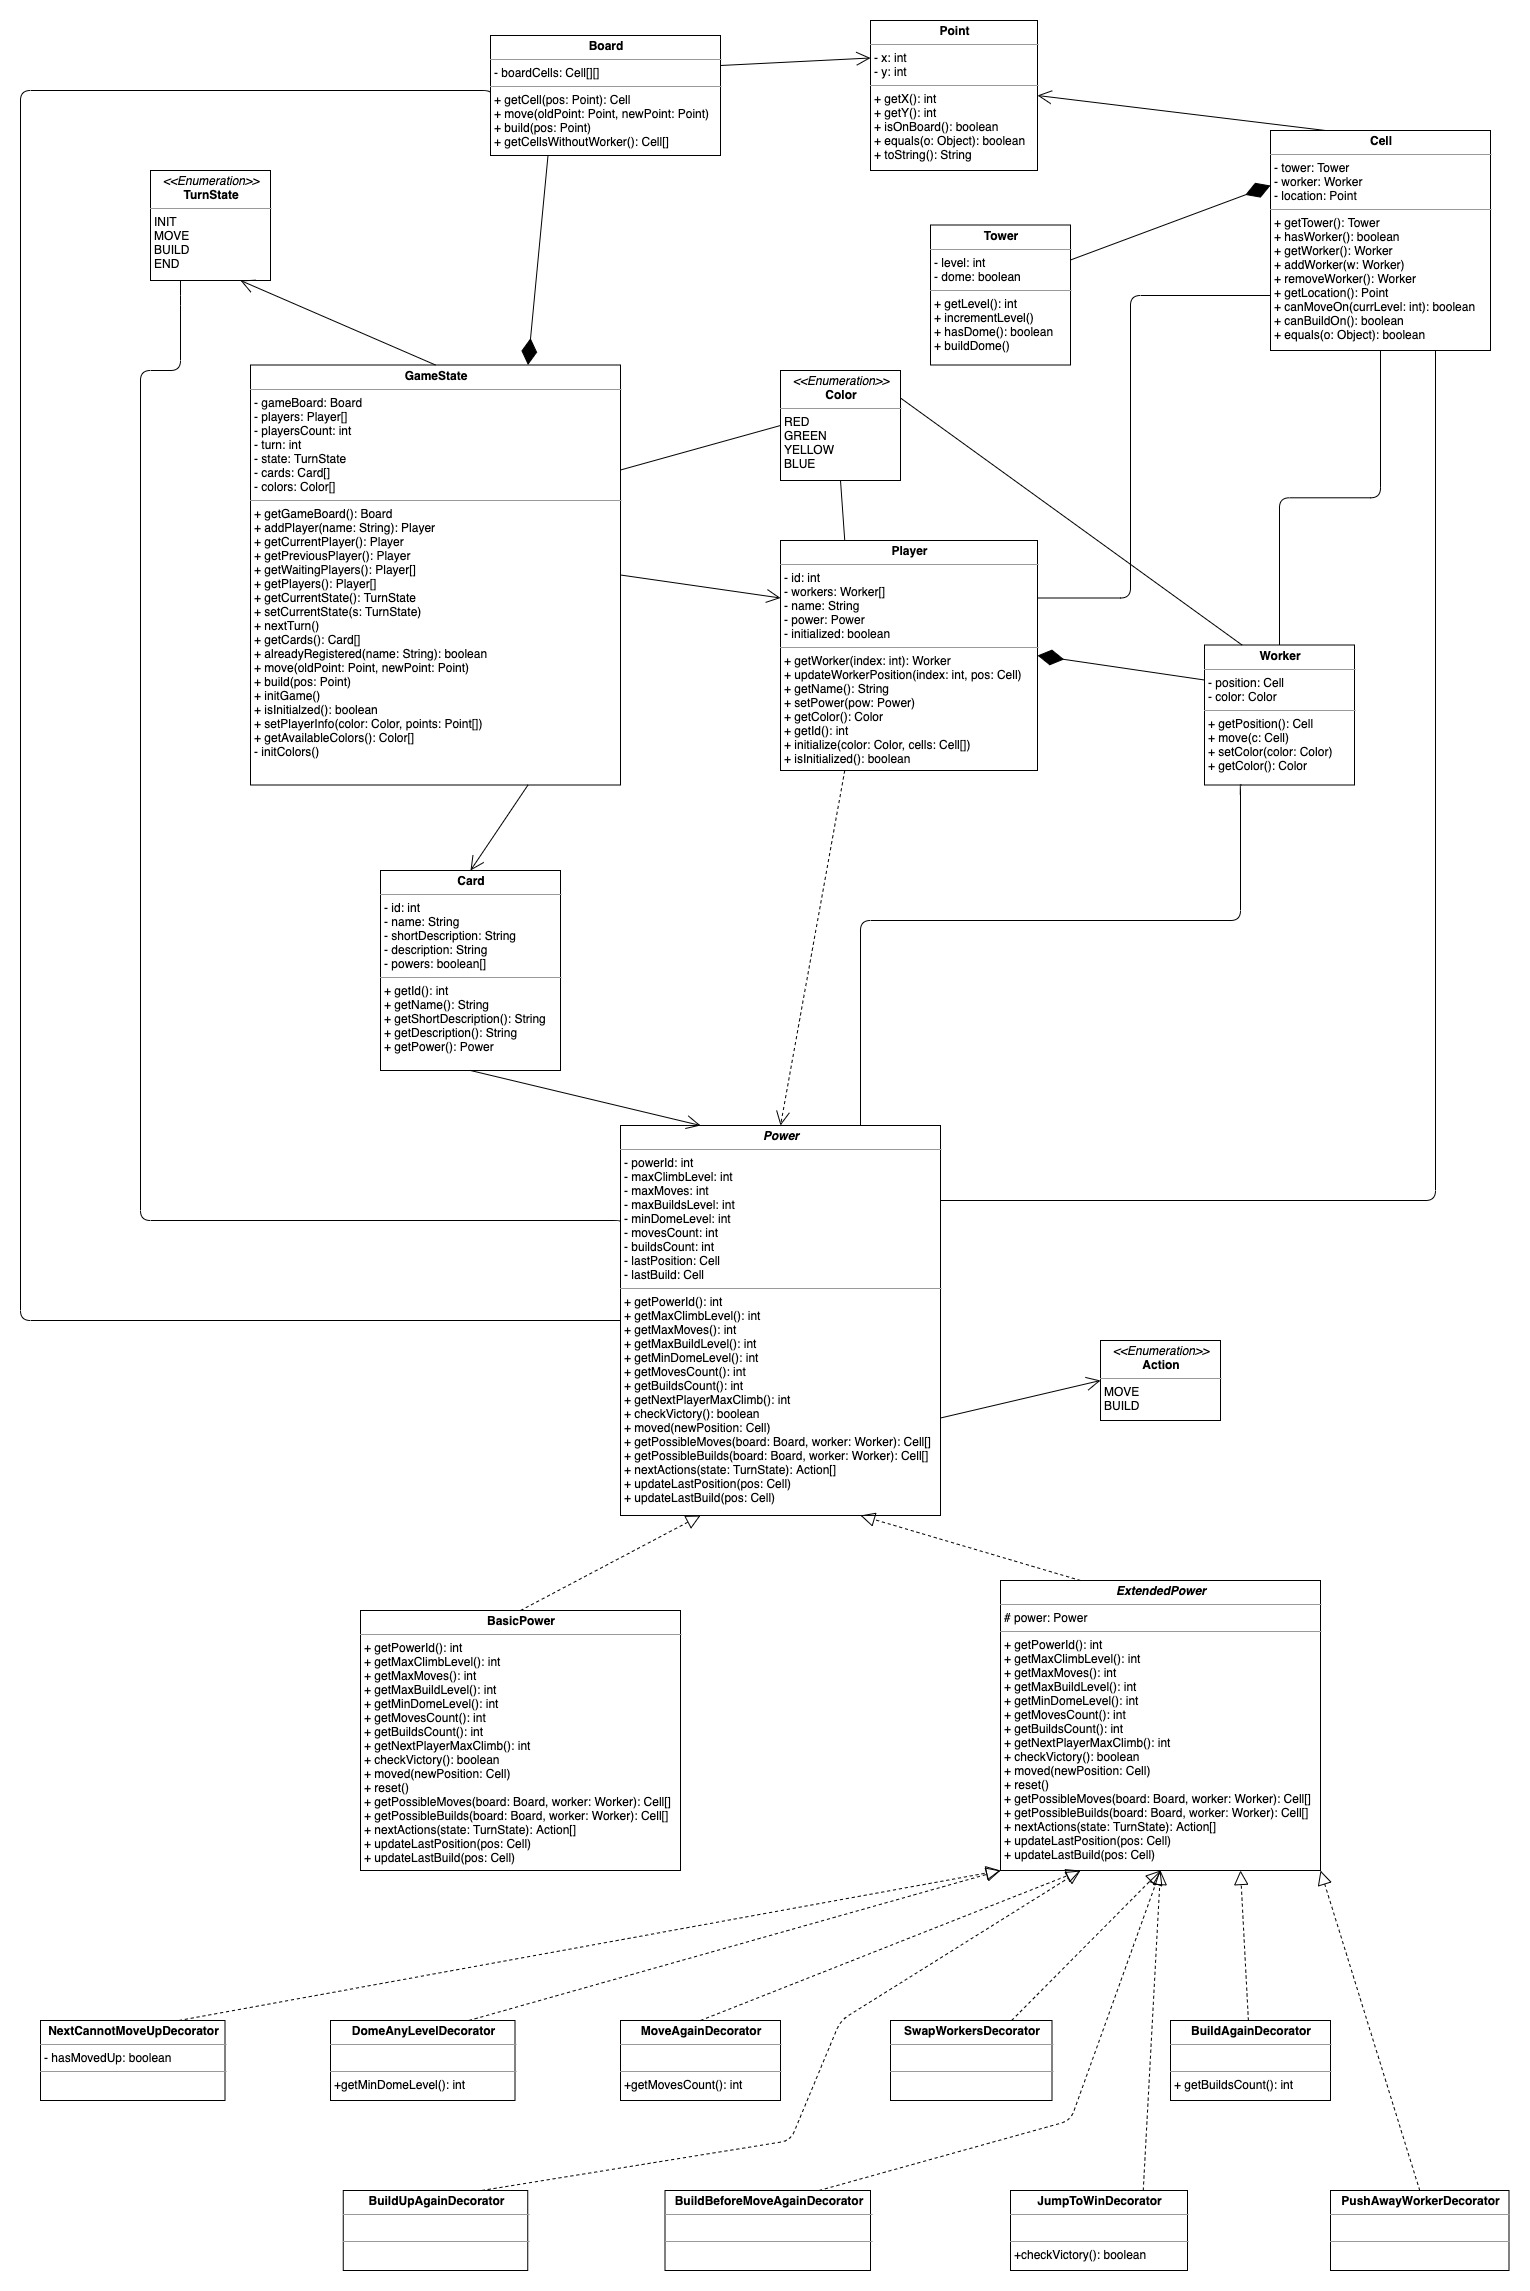 Board
- boardCells: Cell[][]
+ getCell(pos: Point): Cell
+ move(oldPoint: Point, newPoint: Point)
+ build(pos: Point)
+ getCellsWithoutWorker(): Cell[]
Point
- x: int
- y: int
+ getX(): int
+ getY(): int
+ isOnBoard(): boolean
+ equals(o: Object): boolean
+ toString(): String
Cell
- tower: Tower
- worker: Worker
- location: Point
+ getTower(): Tower
+ hasWorker(): boolean
+ getWorker(): Worker
+ addWorker(w: Worker)
+ removeWorker(): Worker
+ getLocation(): Point
+ canMoveOn(currLevel: int): boolean
+ canBuildOn(): boolean
+ equals(o: Object): boolean
<<Enumeration>>
TurnState
INIT
MOVE
BUILD
END
Tower
- level: int
- dome: boolean
+ getLevel(): int
+ incrementLevel()
+ hasDome(): boolean
+ buildDome()
GameState
- gameBoard: Board
- players: Player[]
- playersCount: int
- turn: int
- state: TurnState
- cards: Card[]
- colors: Color[]
+ getGameBoard(): Board
+ addPlayer(name: String): Player
+ getCurrentPlayer(): Player
+ getPreviousPlayer(): Player
+ getWaitingPlayers(): Player[]
+ getPlayers(): Player[]
+ getCurrentState(): TurnState
+ setCurrentState(s: TurnState)
+ nextTurn()
+ getCards(): Card[]
+ alreadyRegistered(name: String): boolean
+ move(oldPoint: Point, newPoint: Point)
+ build(pos: Point)
+ initGame()
+ isInitialzed(): boolean
+ setPlayerInfo(color: Color, points: Point[])
+ getAvailableColors(): Color[]
- initColors()
<<Enumeration>>
Color
RED
GREEN
YELLOW
BLUE
Player
- id: int
- workers: Worker[]
- name: String
- power: Power
- initialized: boolean
+ getWorker(index: int): Worker
+ updateWorkerPosition(index: int, pos: Cell)
+ getName(): String
+ setPower(pow: Power)
+ getColor(): Color
+ getId(): int
+ initialize(color: Color, cells: Cell[])
+ isInitialized(): boolean
Worker
- position: Cell
- color: Color
+ getPosition(): Cell
+ move(c: Cell)
+ setColor(color: Color)
+ getColor(): Color
Card
- id: int
- name: String
- shortDescription: String
- description: String
- powers: boolean[]
+ getId(): int
+ getName(): String
+ getShortDescription(): String
+ getDescription(): String
+ getPower(): Power
Power
- powerId: int
- maxClimbLevel: int
- maxMoves: int
- maxBuildsLevel: int
- minDomeLevel: int
- movesCount: int
- buildsCount: int
- lastPosition: Cell
- lastBuild: Cell
+ getPowerId(): int
+ getMaxClimbLevel(): int
+ getMaxMoves(): int
+ getMaxBuildLevel(): int
+ getMinDomeLevel(): int
+ getMovesCount(): int
+ getBuildsCount(): int
+ getNextPlayerMaxClimb(): int
+ checkVictory(): boolean
+ moved(newPosition: Cell)
+ getPossibleMoves(board: Board, worker: Worker): Cell[]
+ getPossibleBuilds(board: Board, worker: Worker): Cell[]
+ nextActions(state: TurnState): Action[]
+ updateLastPosition(pos: Cell)
+ updateLastBuild(pos: Cell)
<<Enumeration>>
Action
MOVE
BUILD
BasicPower
+ getPowerId(): int
+ getMaxClimbLevel(): int
+ getMaxMoves(): int
+ getMaxBuildLevel(): int
+ getMinDomeLevel(): int
+ getMovesCount(): int
+ getBuildsCount(): int
+ getNextPlayerMaxClimb(): int
+ checkVictory(): boolean
+ moved(newPosition: Cell)
+ reset()
+ getPossibleMoves(board: Board, worker: Worker): Cell[]
+ getPossibleBuilds(board: Board, worker: Worker): Cell[]
+ nextActions(state: TurnState): Action[]
+ updateLastPosition(pos: Cell)
+ updateLastBuild(pos: Cell)
ExtendedPower
# power: Power
+ getPowerId(): int
+ getMaxClimbLevel(): int
+ getMaxMoves(): int
+ getMaxBuildLevel(): int
+ getMinDomeLevel(): int
+ getMovesCount(): int
+ getBuildsCount(): int
+ getNextPlayerMaxClimb(): int
+ checkVictory(): boolean
+ moved(newPosition: Cell)
+ reset()
+ getPossibleMoves(board: Board, worker: Worker): Cell[]
+ getPossibleBuilds(board: Board, worker: Worker): Cell[]
+ nextActions(state: TurnState): Action[]
+ updateLastPosition(pos: Cell)
+ updateLastBuild(pos: Cell)
NextCannotMoveUpDecorator
- hasMovedUp: boolean
DomeAnyLevelDecorator
+getMinDomeLevel(): int
MoveAgainDecorator
+getMovesCount(): int
SwapWorkersDecorator
BuildAgainDecorator
+ getBuildsCount(): int
BuildUpAgainDecorator
BuildBeforeMoveAgainDecorator
JumpToWinDecorator
+checkVictory(): boolean
PushAwayWorkerDecorator